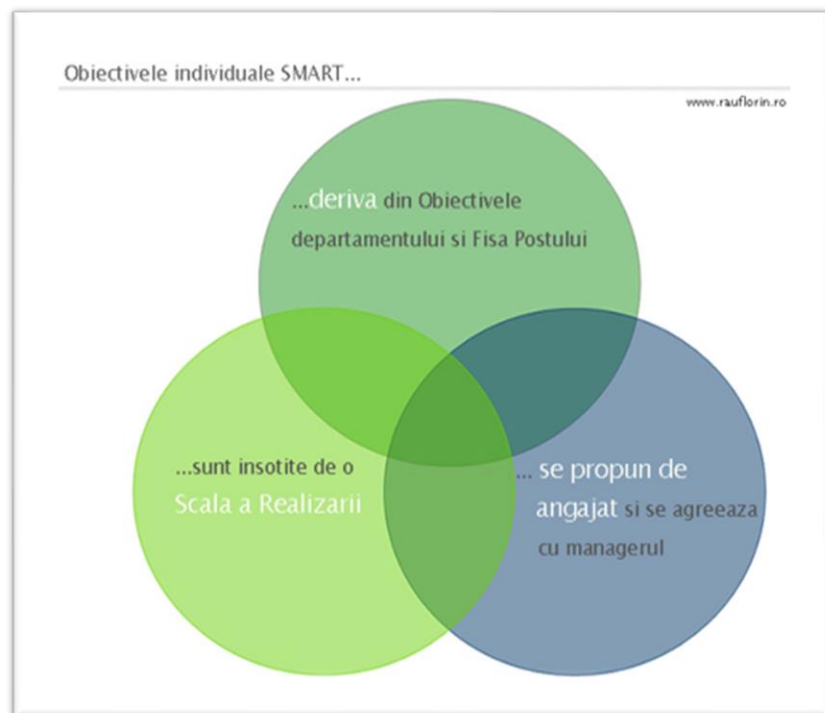 Obiectivele individuale SMART...
www.rauflorin.ro
...deriva din Obiectivele
departamentului si Fisa Postului
...sunt insotite de o
Scala a Realizarii
... se propun de
angajat si se agreeaza
cu managerul